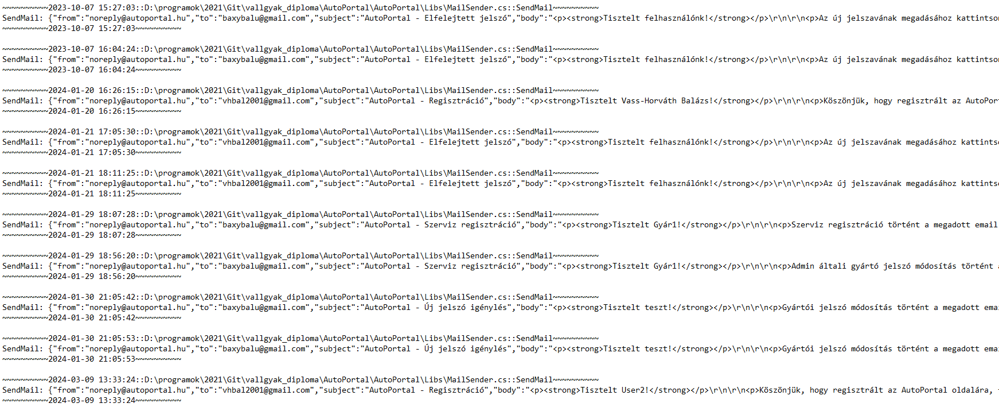 ~~~~~~~~~~2023-10-07 15:27:03::D:\programok\2021\Git\vallgyak_diploma\AutoPortal\AutoPortal\Libs\MailSender.cs::SendMail~~~~~~~~~~
SendMail: {"from":"noreply@autoportal.hu","to":"baxybalu@gmail.com","subject":"AutoPortal - Elfelejtett jelszó","body":"<p><strong>Tisztelt felhasználónk!</strong></p>\r\n\r\n<p>Az új jelszavának megadásához kattintson
~~~~~~~~~~2023-10-07 15:27:03~~~~~~~~~~
~~~~~~~~~~2023-10-07 16:04:24::D:\programok\2021\Git\vallgyak_diploma\AutoPortal\AutoPortal\Libs\MailSender.cs::SendMail~~~~~~~~~~
SendMail: {"from":"noreply@autoportal.hu","to":"baxybalu@gmail.com","subject":"AutoPortal - Elfelejtett jelszó","body":"<p><strong>Tisztelt felhasználónk!</strong></p>\r\n\r\n<p>Az új jelszavának megadásához kattintson
~~~~~~~~~~2023-10-07 16:04:24~~~~~~~~~~
~~~~~~~~~~2024-01-20 16:26:15::D:\programok\2021\Git\vallgyak_diploma\AutoPortal\AutoPortal\Libs\MailSender.cs::SendMail~~~~~~~~~~
SendMail: {"from":"noreply@autoportal.hu","to":"vhbal2001@gmail.com","subject":"AutoPortal - Regisztráció","body":"<p><strong>Tisztelt Vass-Horváth Balázs!</strong></p>\r\n\r\n<p>Köszönjük, hogy regisztrált az AutoPor
~~~~~~~~~~2024-01-20 16:26:15~~~~~~~~~~
~~~~~~~~~~2024-01-21 17:05:30::D:\programok\2021\Git\vallgyak_diploma\AutoPortal\AutoPortal\Libs\MailSender.cs::SendMail~~~~~~~~~~
SendMail: {"from":"noreply@autoportal.hu","to":"vhbal2001@gmail.com","subject":"AutoPortal - Elfelejtett jelszó","body":"<p><strong>Tisztelt felhasználónk!</strong></p>\r\n\r\n<p>Az új jelszavának megadásához kattints
~~~~~~~~~~2024-01-21 17:05:30~~~~~~~~~~
~~~~~~~~~~2024-01-21 18:11:25::D:\programok\2021\Git\vallgyak_diploma\AutoPortal\AutoPortal\Libs\MailSender.cs::SendMail~~~~~~~~~~
SendMail: {"from":"noreply@autoportal.hu","to":"vhbal2001@gmail.com","subject":"AutoPortal - Elfelejtett jelszó","body":"<p><strong>Tisztelt felhasználónk!</strong></p>\r\n\r\n<p>Az új jelszavának megadásához kattints
~~~~~~~~~~2024-01-21 18:11:25~~~~~~~~~~
~~~~~~~~~~2024-01-29 18:07:28::D:\programok\2021\Git\vallgyak_diploma\AutoPortal\AutoPortal\Libs\MailSender.cs::SendMail~~~~~~~~~~
SendMail: {"from":"noreply@autoportal.hu","to":"baxybalu@gmail.com","subject":"AutoPortal - Szerviz regisztráció","body":"<p><strong>Tisztelt Gyár1!</strong></p>\r\n\r\n<p>Szerviz regisztráció történt a megadott email
~~~~~~~~~~2024-01-29 18:07:28~~~~~~~~~~
~~~~~~~~~~2024-01-29 18:56:20::D:\programok\2021\Git\vallgyak_diploma\AutoPortal\AutoPortal\Libs\MailSender.cs::SendMail~~~~~~~~~~
SendMail: {"from":"noreply@autoportal.hu","to":"baxybalu@gmail.com","subject":"AutoPortal - Szerviz regisztráció","body":"<p><strong>Tisztelt Gyár1!</strong></p>\r\n\r\n<p>Admin általi gyártó jelszó módosítás történt
~~~~~~~~~~2024-01-29 18:56:20~~~~~~~~~~
~~~~~~~~~~2024-01-30 21:05:42::D:\programok\2021\Git\vallgyak_diploma\AutoPortal\AutoPortal\Libs\MailSender.cs::SendMail~~~~~~~~~~
SendMail: {"from":"noreply@autoportal.hu","to":"baxybalu@gmail.com","subject":"AutoPortal - Új jelszó igénylés","body":"<p><strong>Tisztelt teszt!</strong></p>\r\n\r\n<p>Gyártói jelszó módosítás történt a megadott ema
~~~~~~~~~~2024-01-30 21:05:42~~~~~~~~~~
~~~~~~~~~~2024-01-30 21:05:53::D:\programok\2021\Git\vallgyak_diploma\AutoPortal\AutoPortal\Libs\MailSender.cs::SendMail~~~~~~~~~~
SendMail: {"from":"noreply@autoportal.hu","to":"baxybalu@gmail.com","subject":"AutoPortal - Új jelszó igénylés","body":"<p><strong>Tisztelt teszt!</strong></p>\r\n\r\n<p>Gyártói jelszó módosítás történt a megadott ema
~~~~~~~~~~2024-01-30 21:05:53~~~~~~~~~~
~~~~~~~~~~2024-03-09 13:33:24::D:\programok\2021\Git\vallgyak_diploma\AutoPortal\AutoPortal\Libs\MailSender.cs::SendMail~~~~~~~~~~
SendMail: {"from":"noreply@autoportal.hu","to":"vhbal2001@gmail.com","subject":"AutoPortal - Regisztráció","body":"<p><strong>Tisztelt User2!</strong></p>\r\n\r\n<p>Köszönjük, hogy regisztrált az AutoPortal oldalára,
~~~~~~~~~~2024-03-09 13:33:24~~~~~~~~~~